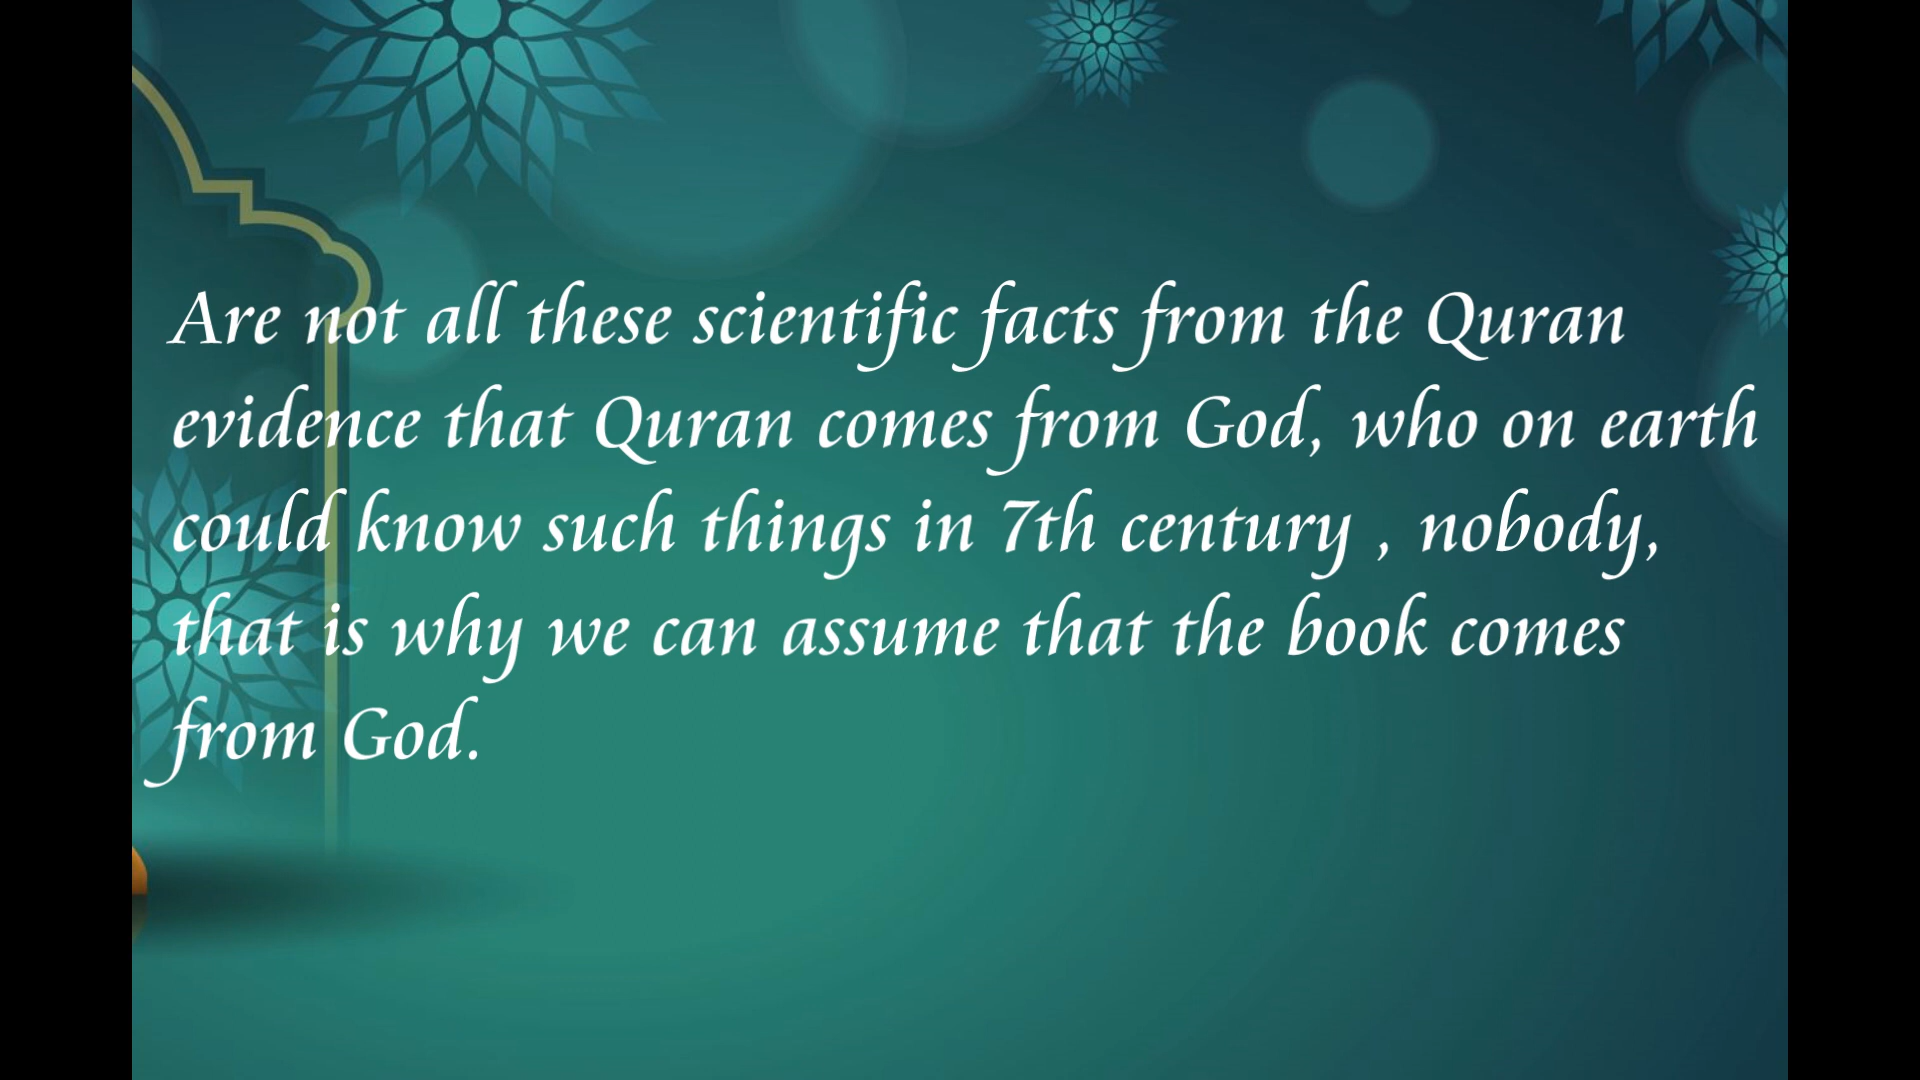 Are not all these scientific facts from the Quran
evidence that Quran comes from God, who on earth
could know such things in 7th century , nobody,
that is why we can assume that the book comes
from God.